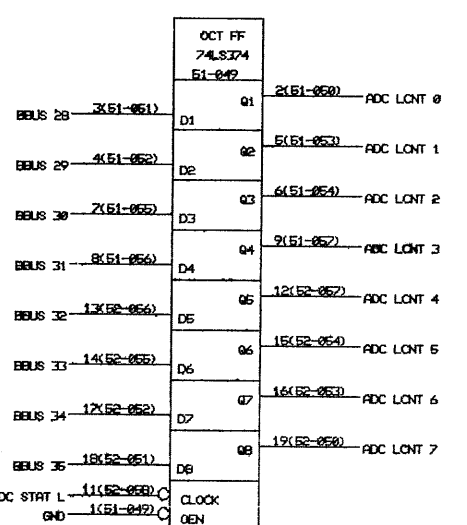 OCT FF
74LS374
51-049
2(51-050) ADC LCNT 0
Q1
BBUS 28 3(51-051)
D1
5(51-053) ADC LCNT 1
Q2
BBUS 29 4(51-052)
D2
6(51-054) ADC LCNT 2
Q3
BBUS 30 7(51-055)
D3
9(51-057) ADC LCNT 3
Q4
BBUS 31 8(51-056)
D4
12(52-057) ADC LCNT 4
Q5
BBUS 32 13(52-056)
D5
15(52-054) ADC LCNT 5
Q6
BBUS 33 14(52-055)
D6
16(52-053) ADC LCNT 6
Q7
BBUS 34 17(52-052)
D7
19(52-050) ADC LCNT 7
Q8
BBUS 35 18(52-051)
D8
DC STAT L 11(52-058) CLOCK
GND 1(51-049) OEN